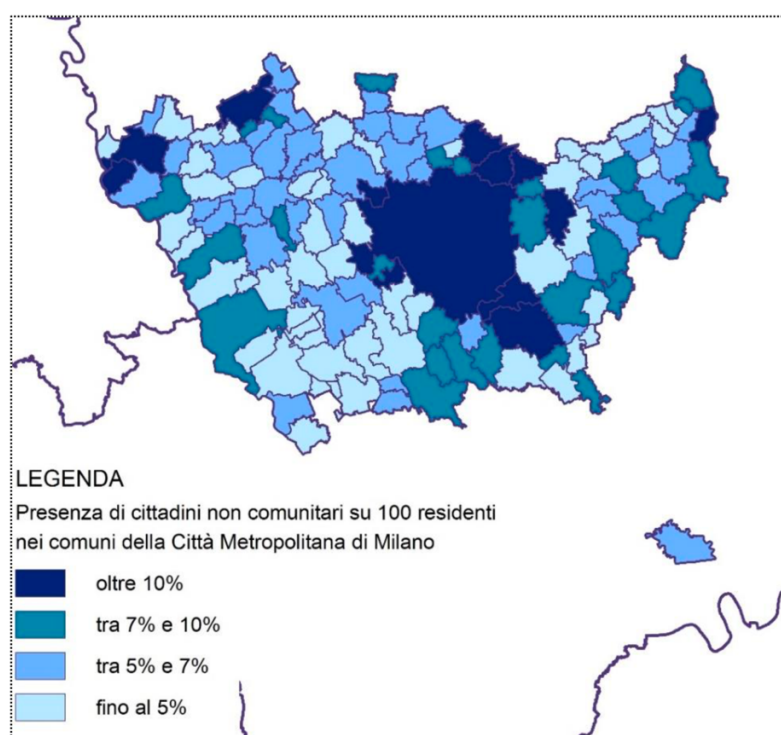 LEGENDA
Presenza di cittadini non comunitari su 100 residenti
nei comuni della Città Metropolitana di Milano
oltre 10%
tra 7% e 10%
tra 5% e 7%
fino al 5%